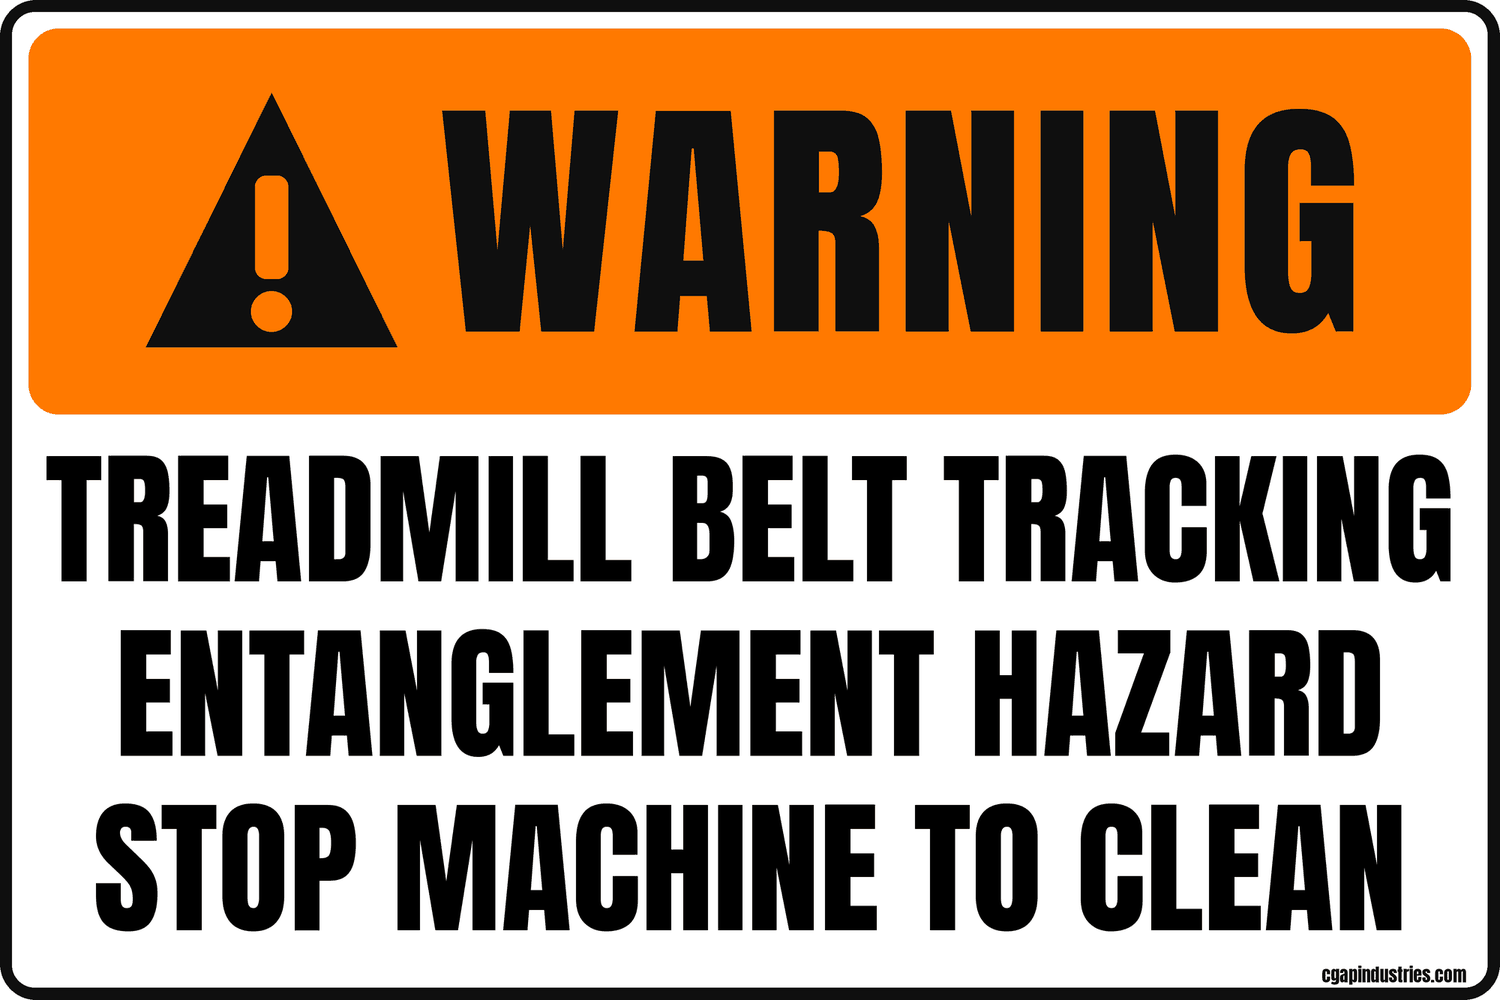 WARNING
TREADMILL BELT TRACKING
ENTANGLEMENT HAZARD
STOP MACHINE TO CLEAN
cgapindustries.com